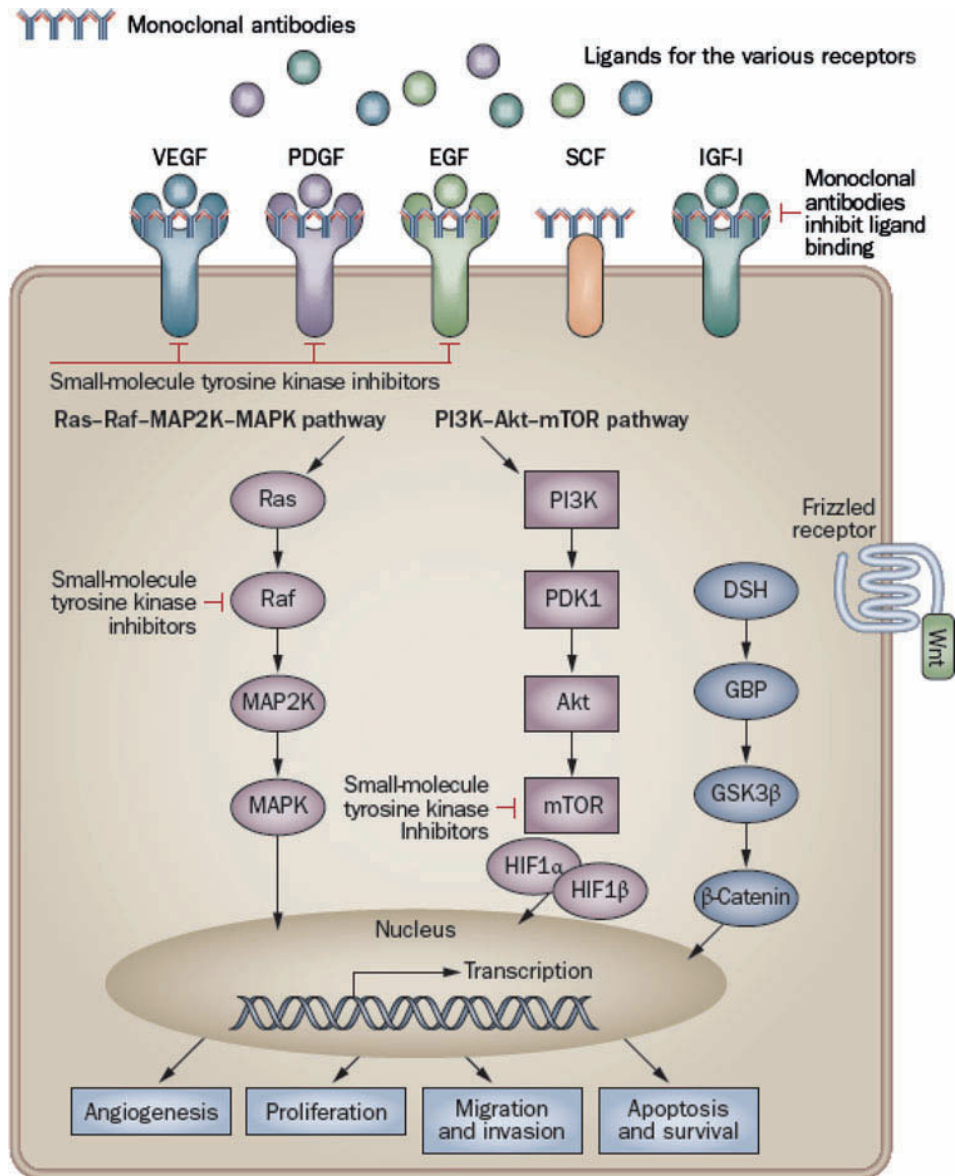 Monoclonal antibodies
Ligands for the various receptors
VEGF
PDGF
EGF
SCF
IGF-I
Monoclonal
antibodies
inhibit ligand
binding
Small-molecule tyrosine kinase inhibitors
Ras–Raf–MAP2K–MAPK pathway
PI3K–Akt–mTOR pathway
Ras
Small-molecule
tyrosine kinase
inhibitors
Raf
MAP2K
MAPK
PI3K
PDK1
Akt
Small-molecule
tyrosine kinase
Inhibitors
mTOR
HIF1α
HIF1β
Frizzled
receptor
Wnt
DSH
GBP
GSK3β
β-Catenin
Nucleus
Transcription
Angiogenesis
Proliferation
Migration
and invasion
Apoptosis
and survival